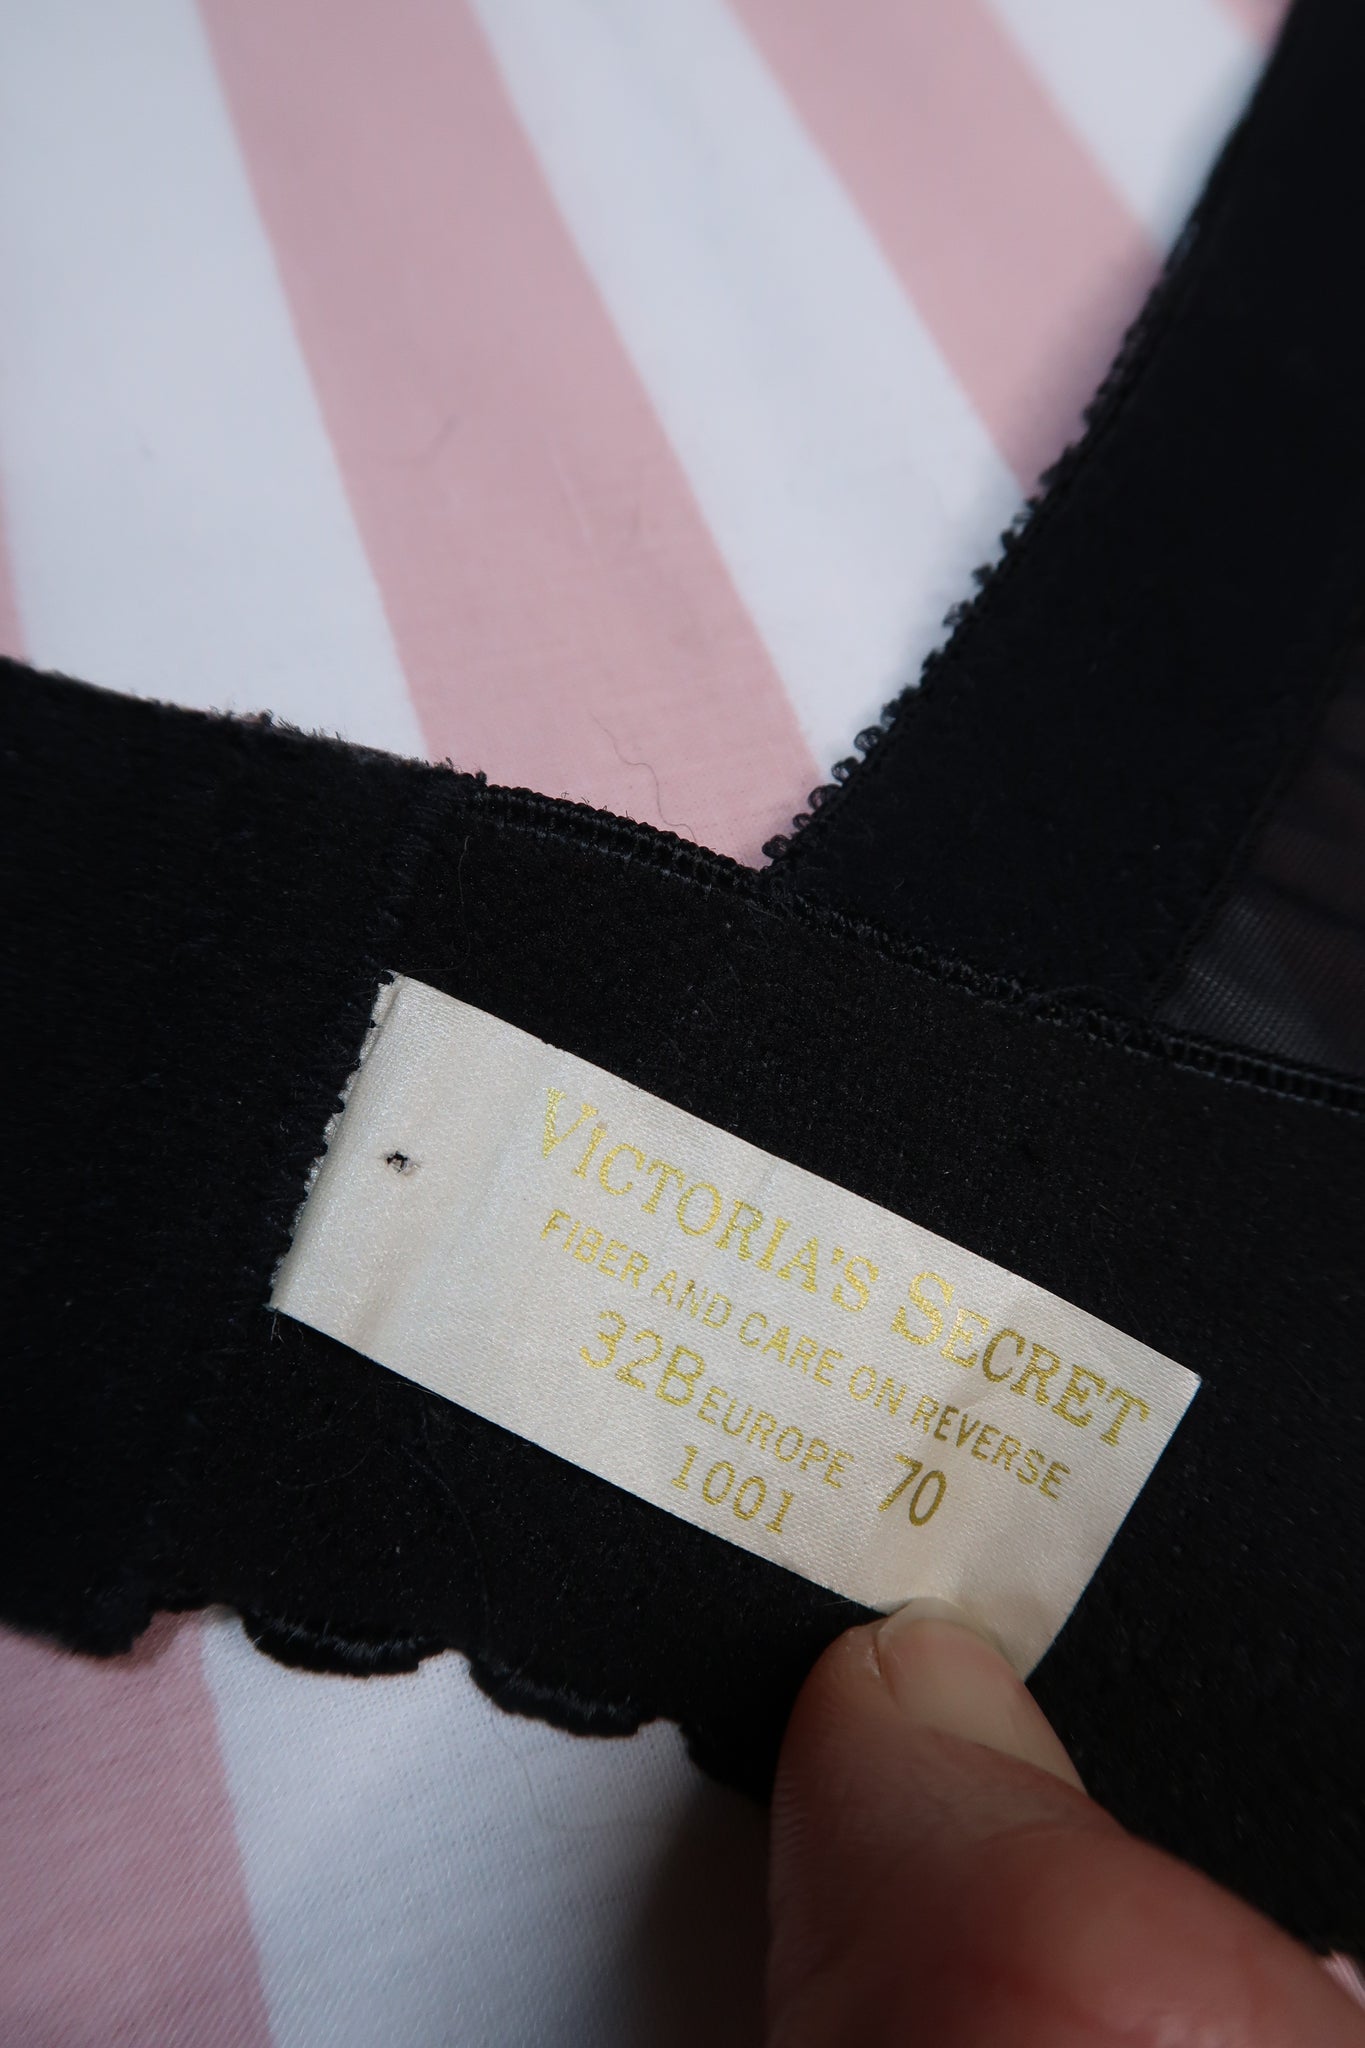 VICTORIA'S SECRET
FIBER AND CARE ON REVERSE
32B EUROPE 70
1001